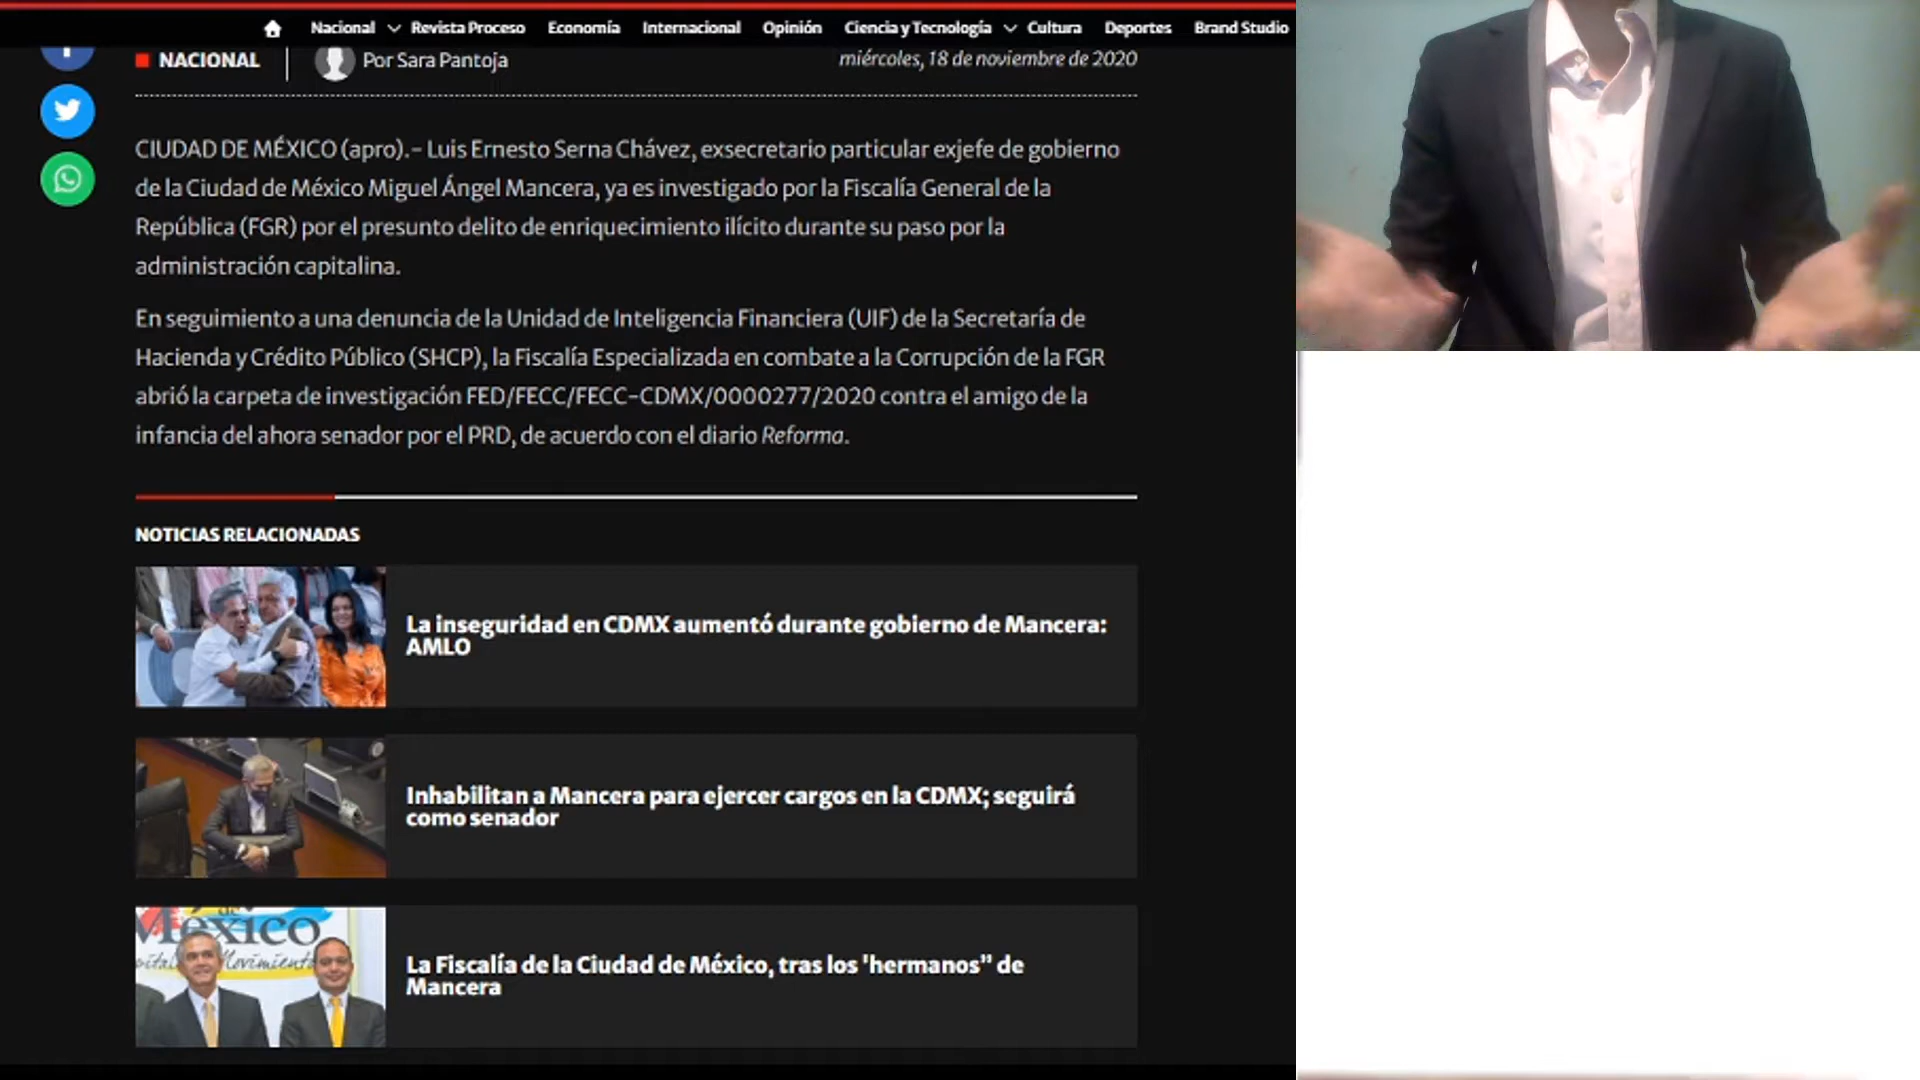 Nacional Revista Proceso Economía Internacional Opinión Ciencia y Tecnología Cultura Deportes Brand Studio
NACIONAL Por Sara Pantoja miércoles, 18 de noviembre de 2020
CIUDAD DE MÉXICO (apro).- Luis Ernesto Serna Chávez, exsecretario particular exjefe de gobierno
de la Ciudad de México Miguel Ángel Mancera, ya es investigado por la Fiscalía General de la
República (FGR) por el presunto delito de enriquecimiento ilícito durante su paso por la
administración capitalina.
En seguimiento a una denuncia de la Unidad de Inteligencia Financiera (UIF) de la Secretaría de
Hacienda y Crédito Público (SHCP), la Fiscalía Especializada en combate a la Corrupción de la FGR
abrió la carpeta de investigación FED/FECC/FECC-CDMX/0000277/2020 contra el amigo de la
infancia del ahora senador por el PRD, de acuerdo con el diario Reforma.
NOTICIAS RELACIONADAS
La inseguridad en CDMX aumentó durante gobierno de Mancera:
AMLO
Inhabilitan a Mancera para ejercer cargos en la CDMX; seguirá
como senador
México
Movimiento
La Fiscalía de la Ciudad de México, tras los 'hermanos” de
Mancera